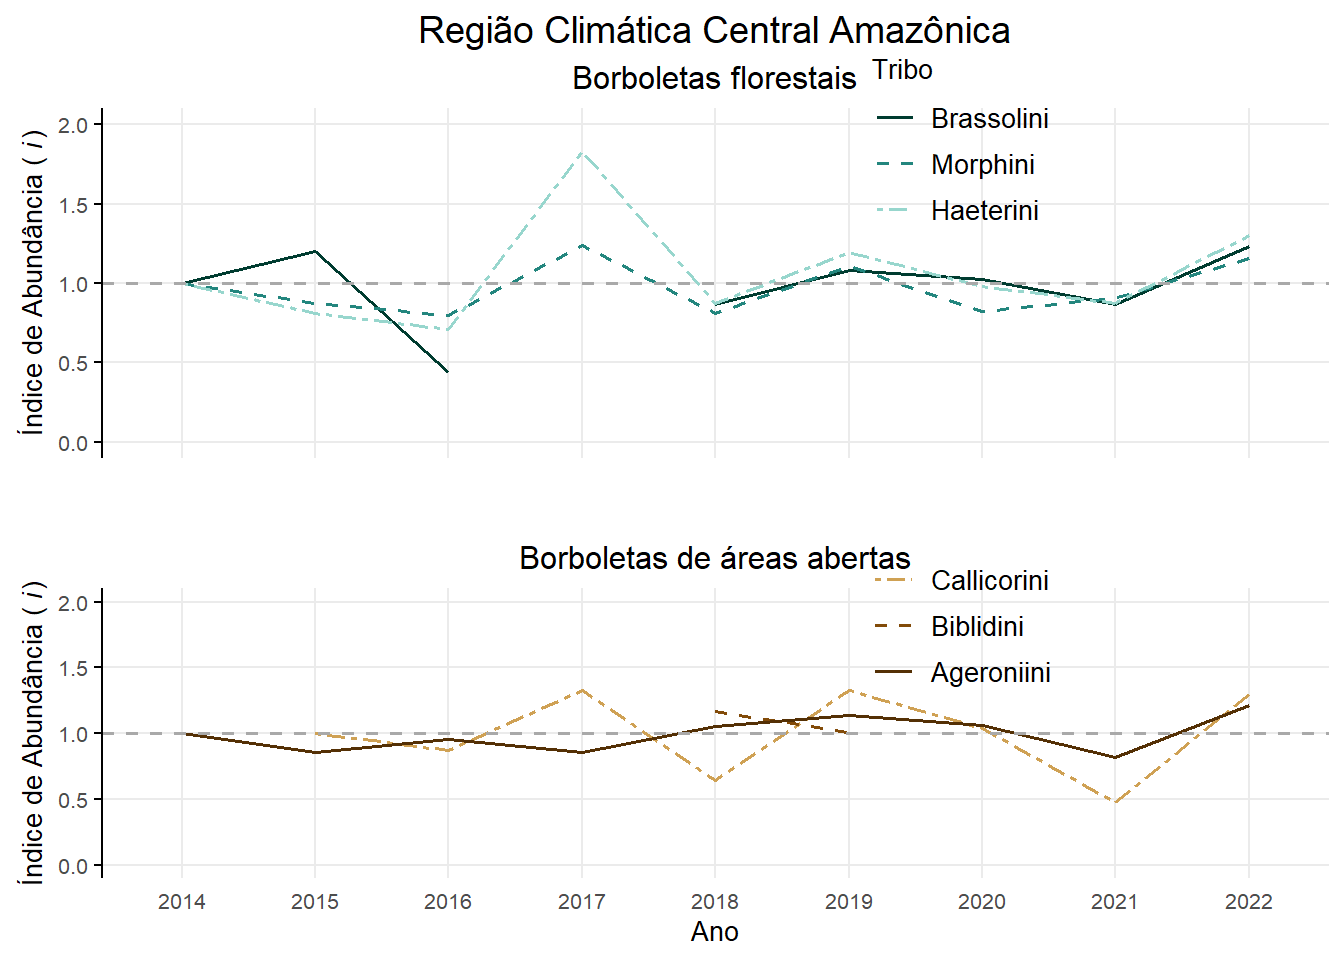 Região Climática Central Amazônica
Borboletas florestais
Tribo
Brassolini
Morphini
Haeterini
Índice de Abundância ( i)
2.0
1.5
1.0
0.5
0.0
Borboletas de áreas abertas
Callicorini
Biblidini
Ageroniini
Índice de Abundância ( i)
2.0
1.5
1.0
0.5
0.0
2014 2015 2016 2017 2018 2019 2020 2021 2022
Ano